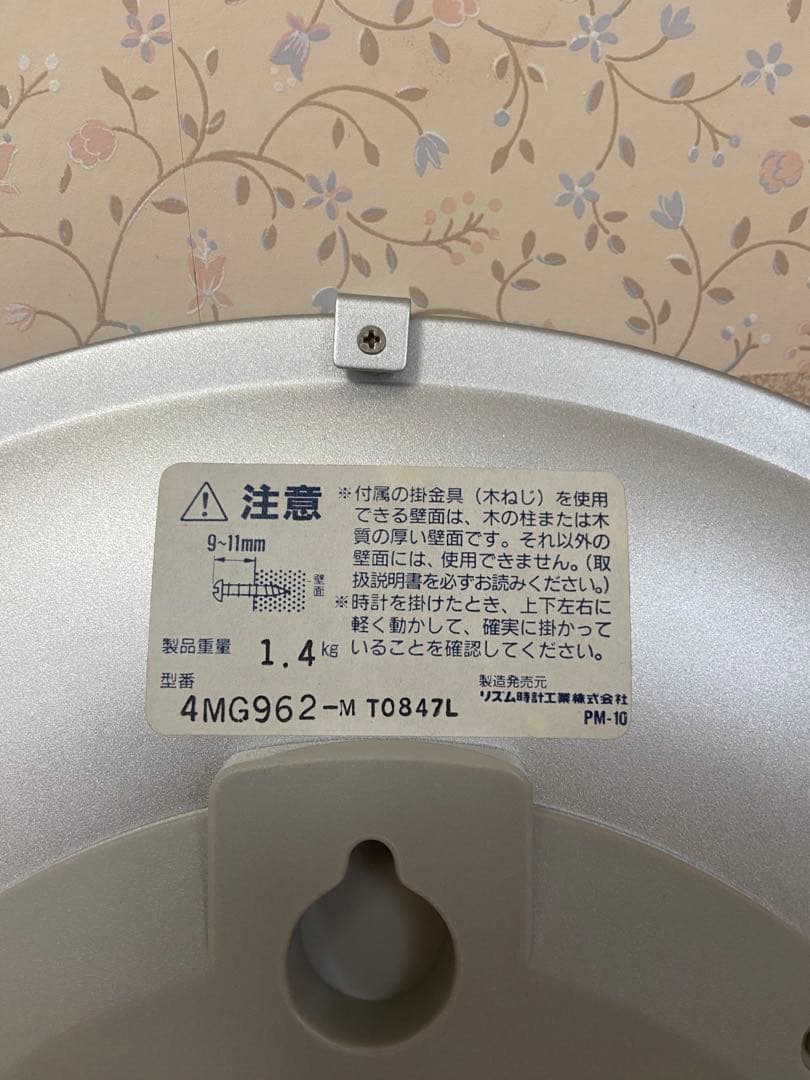 注意
9~11mm
壁面
※付属の掛金具（木ねじ）を使用
できる壁面は、木の柱または木
質の厚い壁面です。それ以外の
壁面には、使用できません。（取
扱説明書を必ずお読みください。）
※時計を掛けたとき、上下左右に
軽く動かして、確実に掛かって
いることを確認してください。
製品重量 1.4kg
型番
4MG962-M T0847L
製造発売元
リズム時計工業株式会社
PM-10